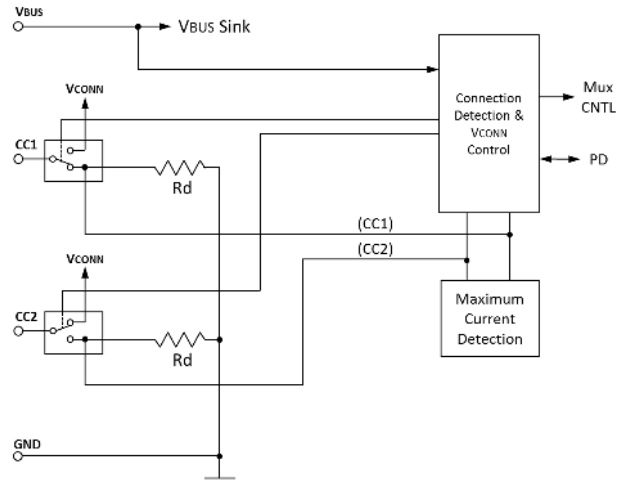 VBUS
VBUS Sink
VCONN
Connection
Detection &
VCONN
Control
Mux
CNTL
CC1
PD
Rd
(CC1)
(CC2)
VCONN
Maximum
Current
Detection
CC2
Rd
GND